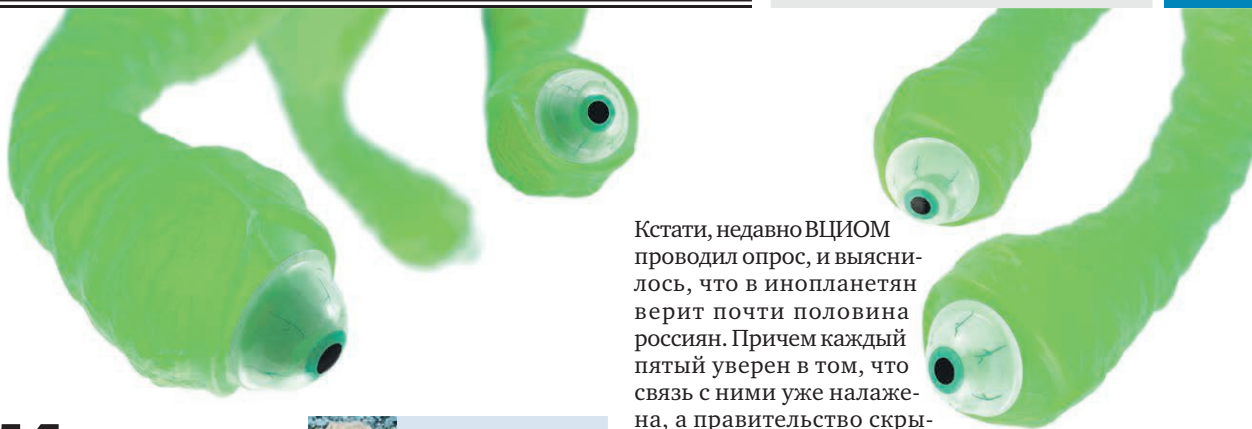 Кстати, недавно ВЦИОМ
проводил опрос, и выясни-
лось, что в инопланетян
верит почти половина
россиян. Причем каждый
пятый уверен в том, что
связь с ними уже налаже-
на, а правительство скры-